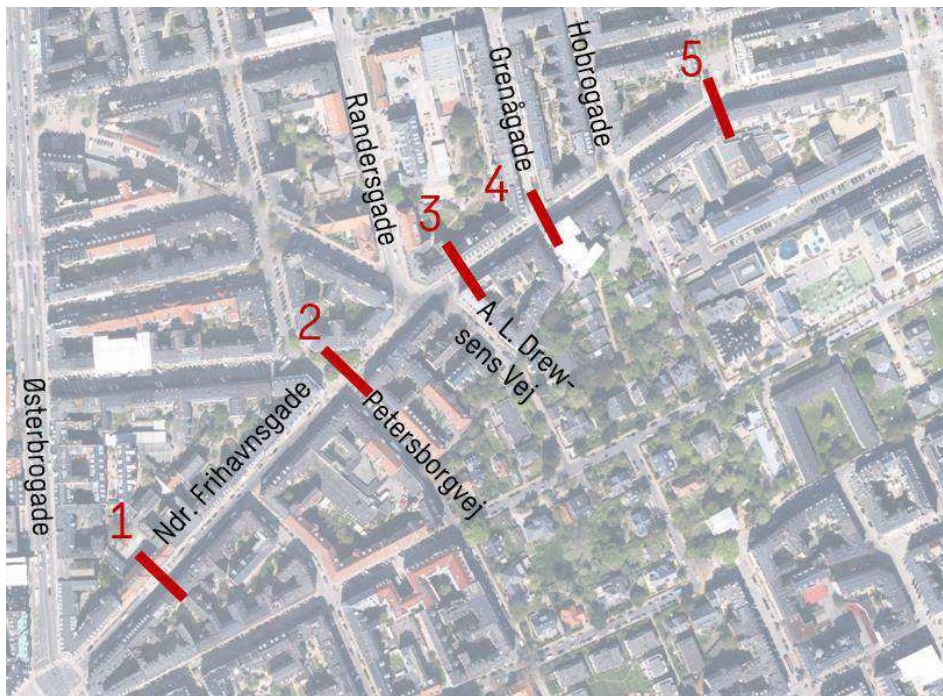 Østerbrogade
Ndr. Frihavnsgade
Petersborgvej
Randersgade
A. L. Drew-
sens Vej
Grenågade
Hobrogade
1
2
3
4
5